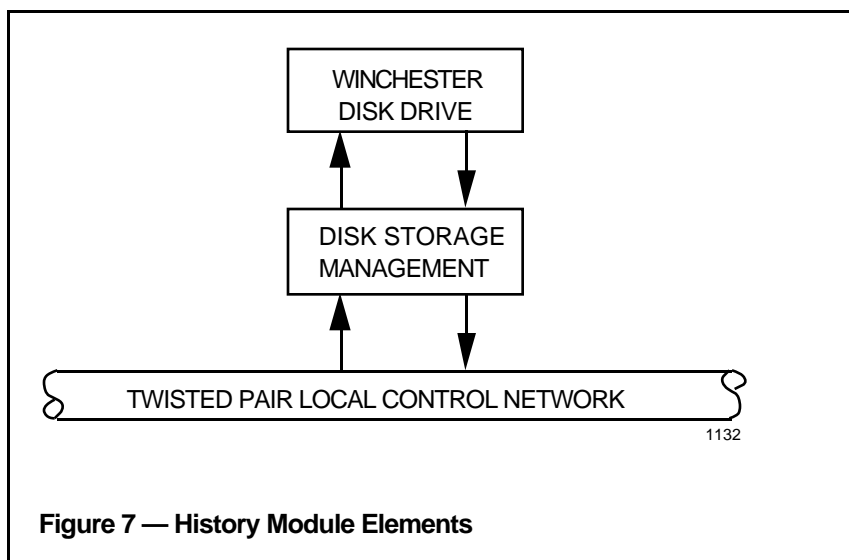 WINCHESTER
DISK DRIVE
DISK STORAGE
MANAGEMENT
TWISTED PAIR LOCAL CONTROL NETWORK
1132
Figure 7 — History Module Elements